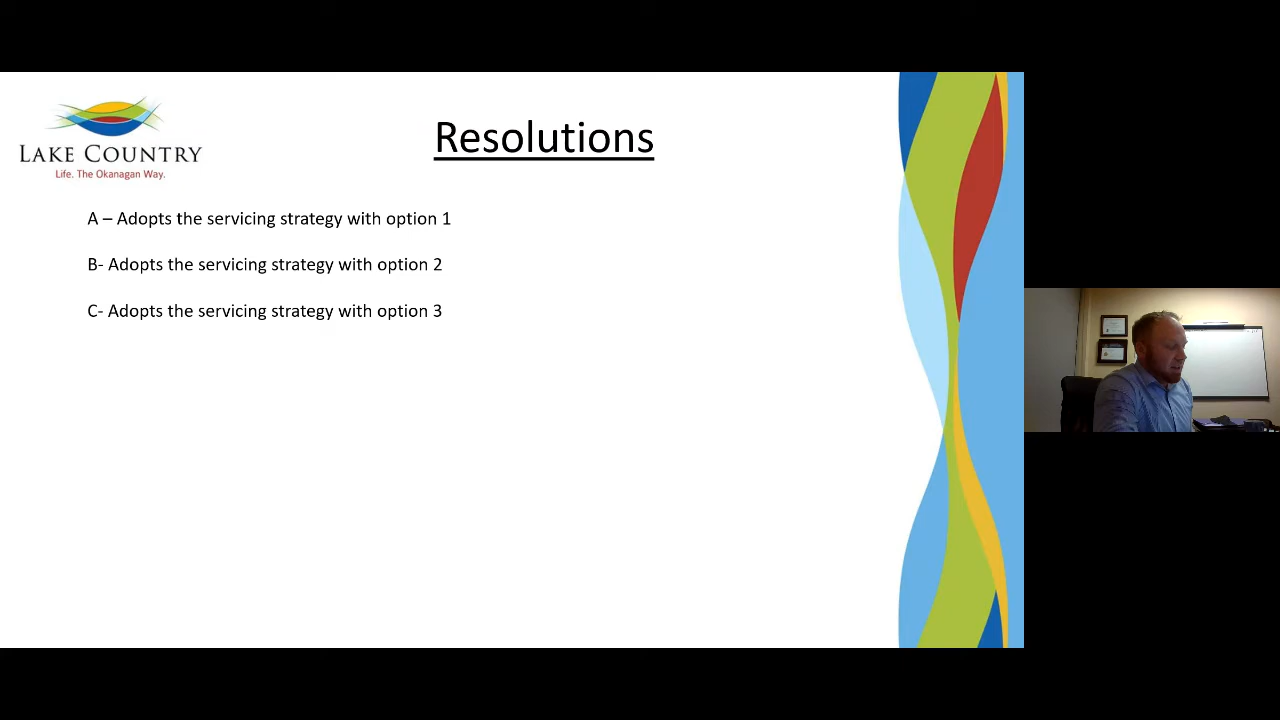 LAKE COUNTRY
Life. The Okanagan Way.
Resolutions
A – Adopts the servicing strategy with option 1
B- Adopts the servicing strategy with option 2
C- Adopts the servicing strategy with option 3